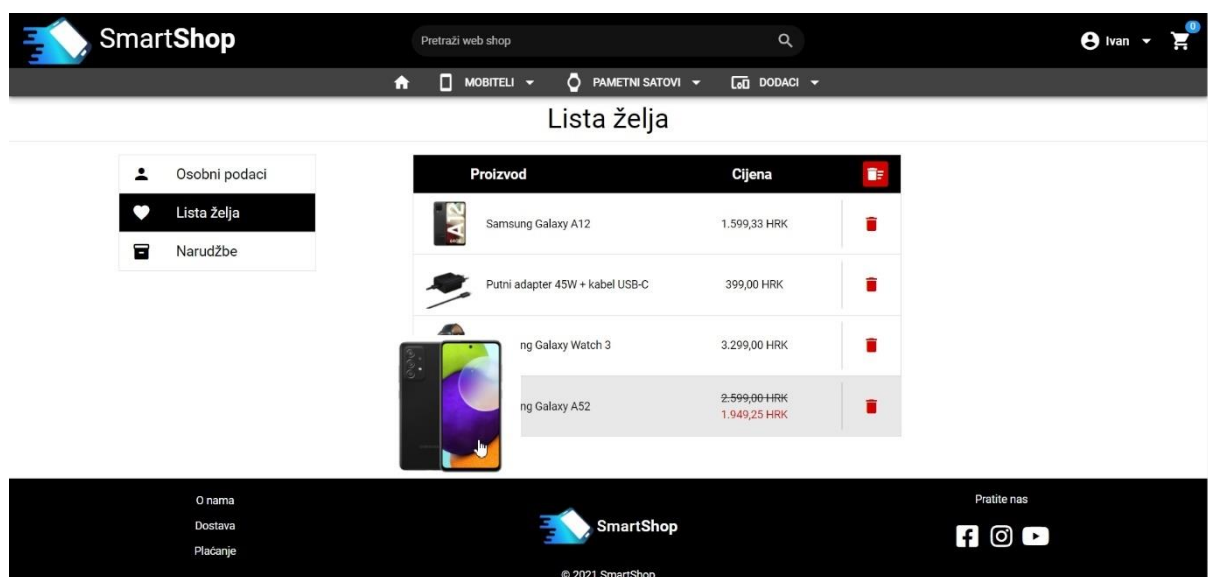 SmartShop
Pretraži web shop
Ivan
0
MOBITELI
PAMETNI SATOVI
DODACI
Lista želja
Osobni podaci
Lista želja
Narudžbe
Proizvod Cijena
A12
Samsung Galaxy A12 1.599,33 HRK
Putni adapter 45W + kabel USB-C 399,00 HRK
ng Galaxy Watch 3 3.299,00 HRK
ng Galaxy A52 2.599,00 HRK
1.949,25 HRK
O nama
Dostava
Plaćanje
SmartShop
© 2021 SmartShop
Pratite nas